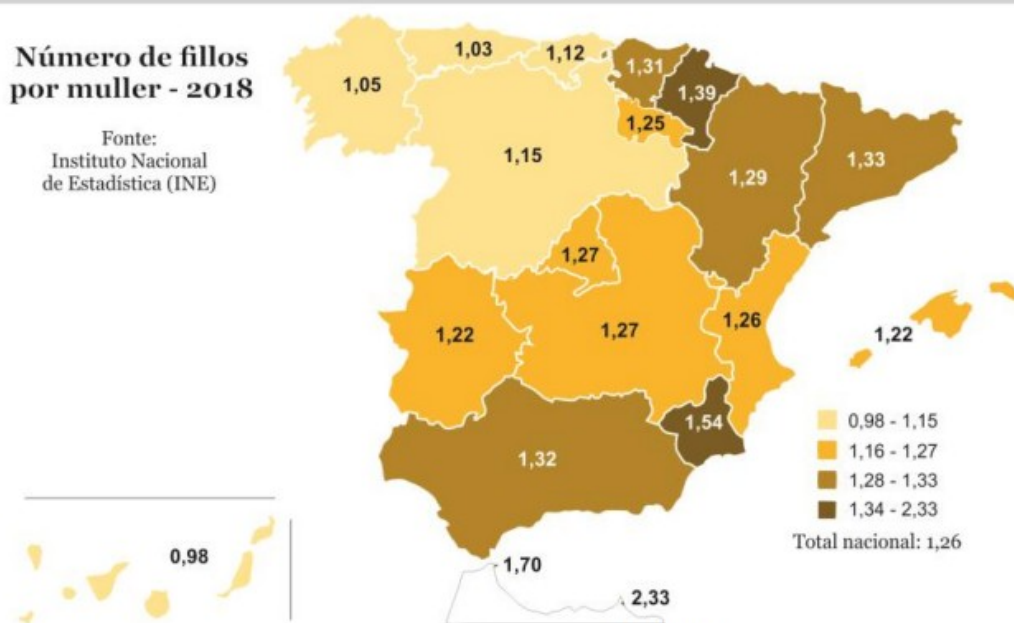 Número de fillos
por muller - 2018
Fonte:
Instituto Nacional
de Estadística (INE)
1,03
1,12
1,05
1,31
1,39
1,25
1,15
1,29
1,33
1,27
1,22
1,27
1,26
1,22
1,54
1,32
0,98 - 1,15
1,16 - 1,27
1,28 - 1,33
1,34 - 2,33
Total nacional: 1,26
0,98
1,70
2,33